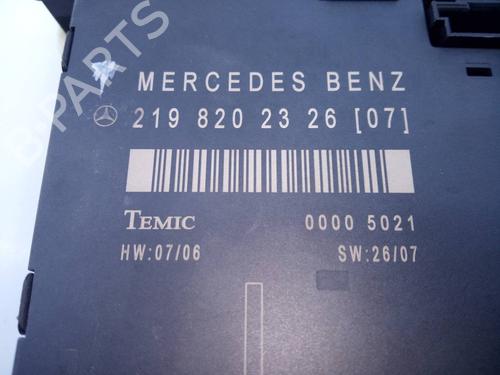 B-PARTS
MERCEDES BENZ
219 820 23 26 [07]
TEMIC 0000 5021
HW:07/06 SW:26/07